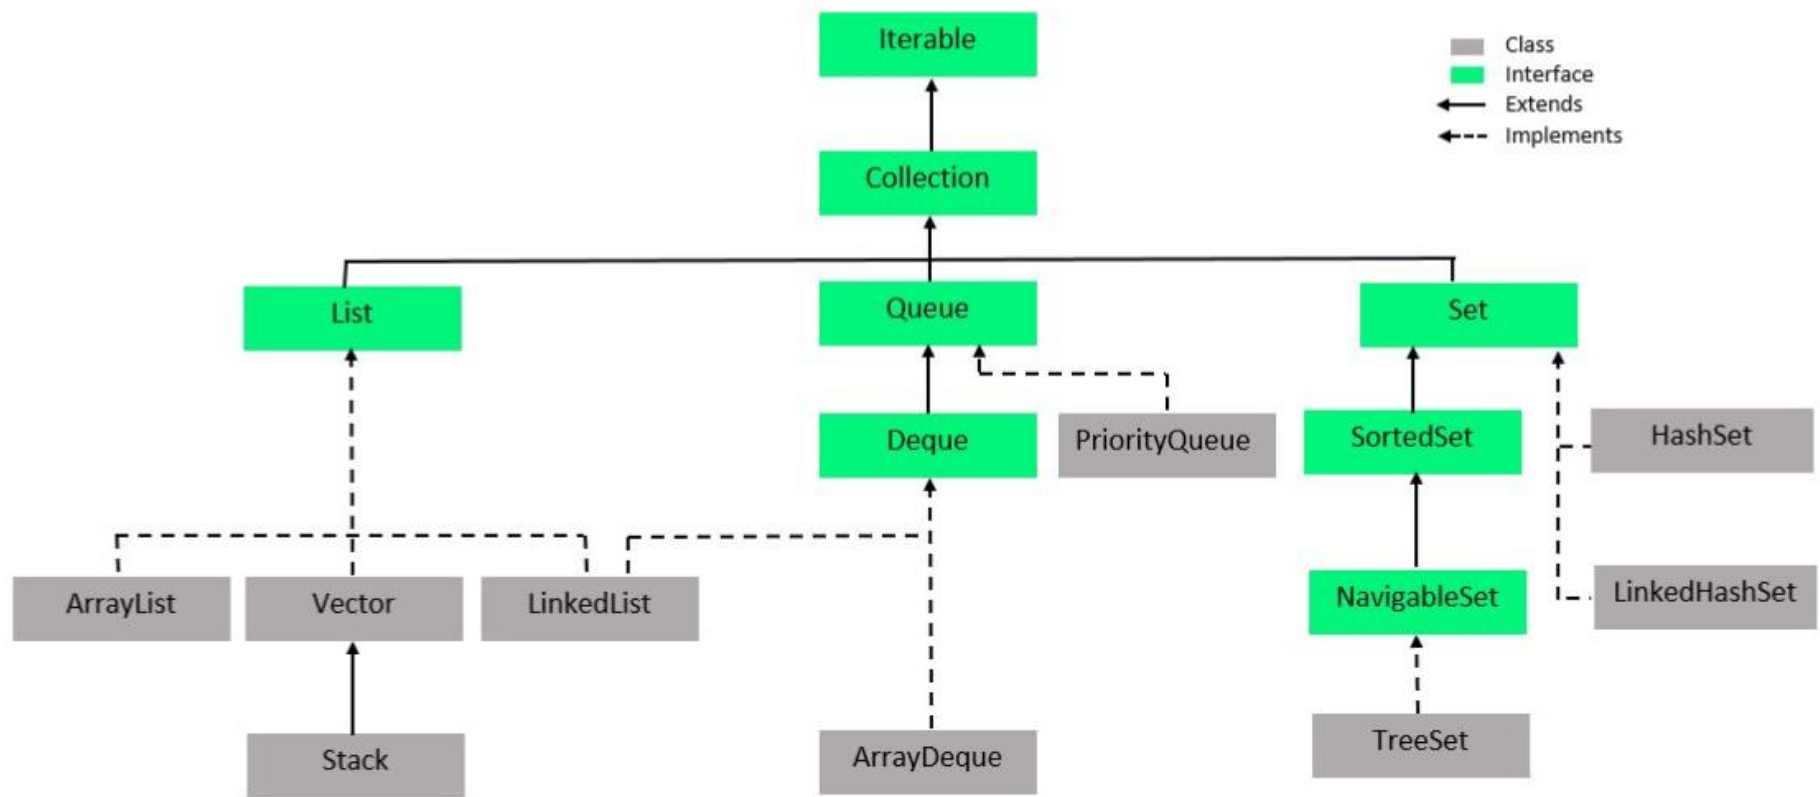 Iterable
Class
Interface
Extends
Implements
Collection
List
Queue
Set
Deque
PriorityQueue
SortedSet
HashSet
ArrayList
Vector
LinkedList
NavigableSet
LinkedHashSet
Stack
ArrayDeque
TreeSet